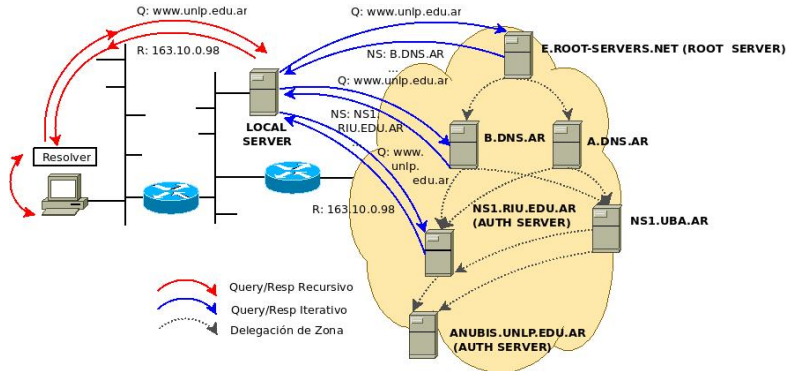 Q: www.unlp.edu.ar
R: 163.10.0.98
Q: www.unlp.edu.ar
E.ROOT-SERVERS.NET (ROOT SERVER)
NS: B.DNS.AR
...
Q: www.unlp.edu.ar
NS: NS1.
RIU.EDU.AR
...
LOCAL
SERVER
B.DNS.AR
A.DNS.AR
Q: www.
unlp.
edu.ar
Resolver
R: 163.10.0.98
NS1.RIU.EDU.AR
(AUTH SERVER)
NS1.UBA.AR
Query/Resp Recursivo
Query/Resp Iterativo
Delegación de Zona
ANUBIS.UNLP.EDU.AR
(AUTH SERVER)